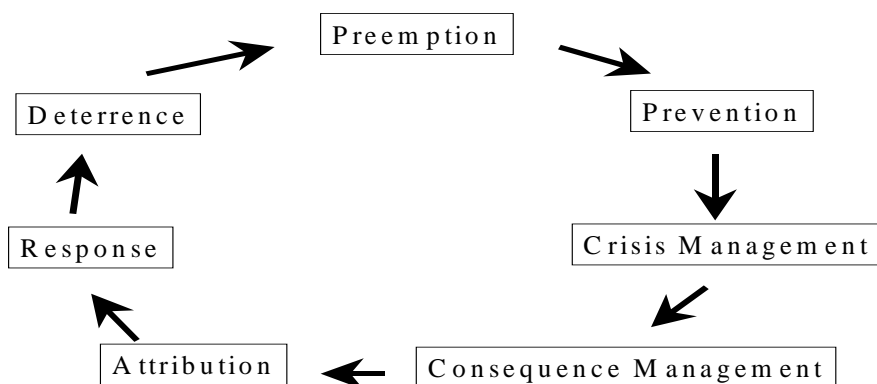 Preemption
Deterrence
Prevention
Response
Crisis Management
Attribution
Consequence Management